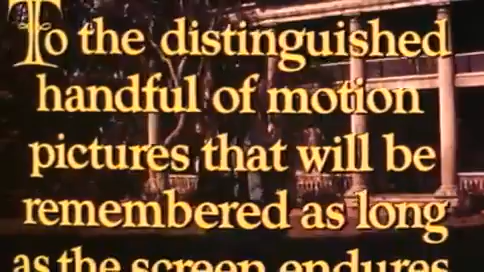 To the distinguished
handful of motion
pictures that will be
remembered as long
as the screen endures